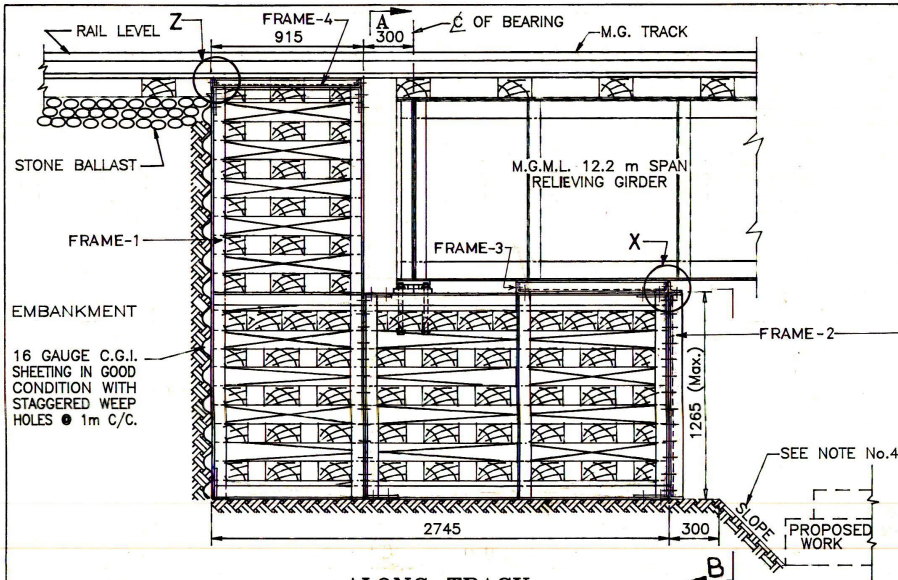 RAIL LEVEL
Z
FRAME-4
915
A
300
₵ OF BEARING
M.G. TRACK
STONE BALLAST
M.G.M.L. 12.2 m SPAN
RELIEVING GIRDER
FRAME-1
FRAME-3
X
EMBANKMENT
16 GAUGE C.G.I.
SHEETING IN GOOD
CONDITION WITH
STAGGERED WEEP
HOLES @ 1m C/C.
FRAME-2
1265 (Max.)
SEE NOTE No.4
SLOPE
PROPOSED
WORK
2745
300
B
ALONG TRACK